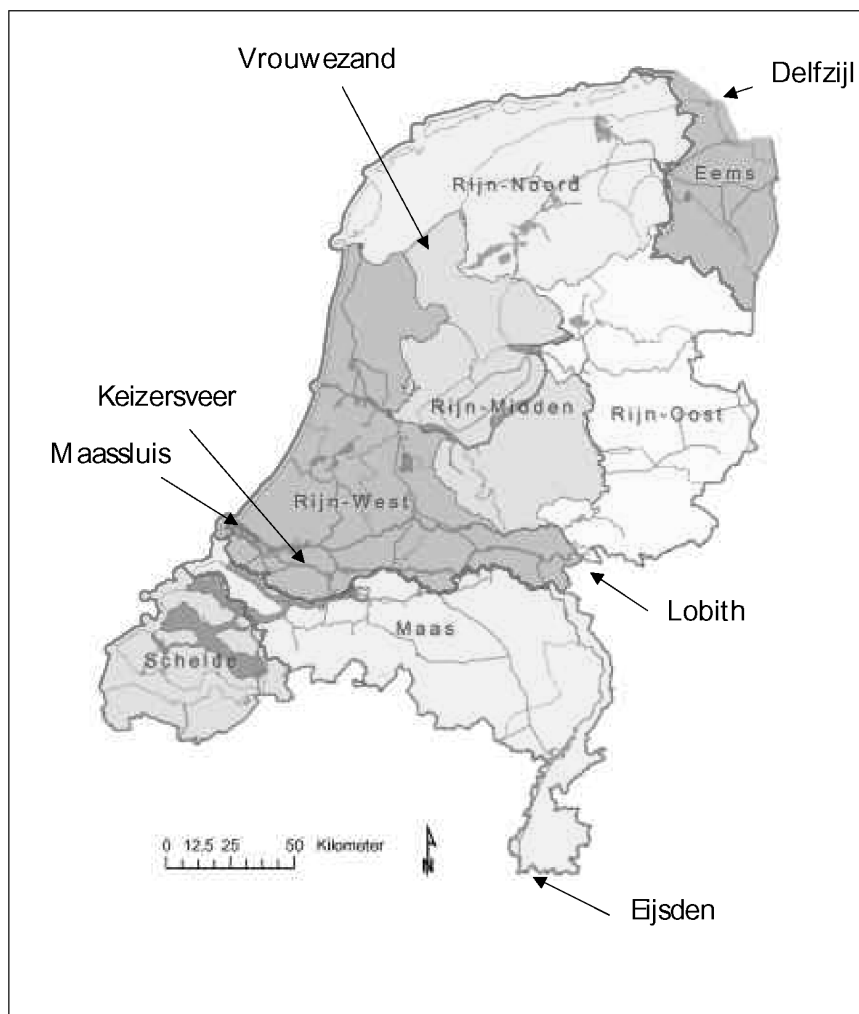 Vrouwezand
Delfzijl
Eems
Rijn-Noord
Keizersveer
Rijn-Midden
Rijn-Oost
Maassluis
Rijn-West
Lobith
Maas
Schelde
0 12.5 25 50 Kilometer
N
Eijsden